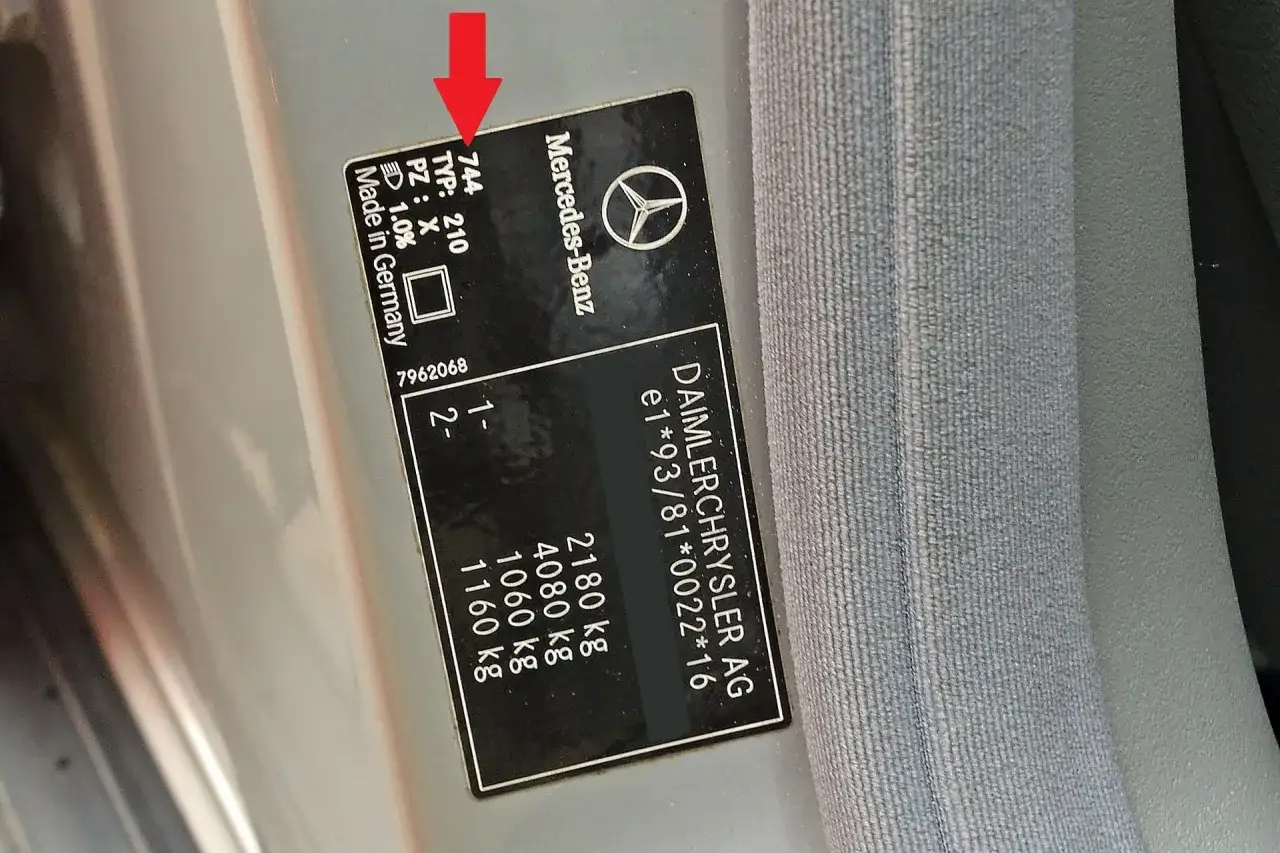 Mercedes-Benz
744
TYP: 210
PZ : X
1.0%
Made in Germany
7962068
DAIMLERCHRYSLER AG
e1*93/81*0022*16
2180 kg
4080 kg
1- 1060 kg
2- 1160 kg